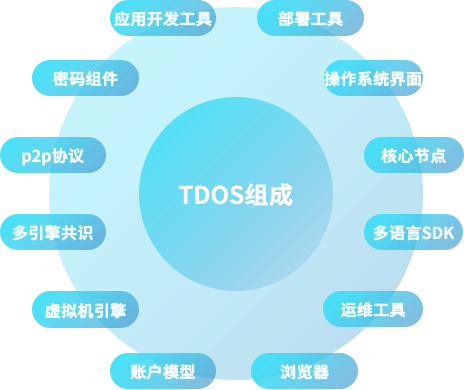 应用开发工具
部署工具
密码组件
操作系统界面
p2p协议
核心节点
TDOS组成
多引擎共识
多语言SDK
虚拟机引擎
运维工具
账户模型
浏览器